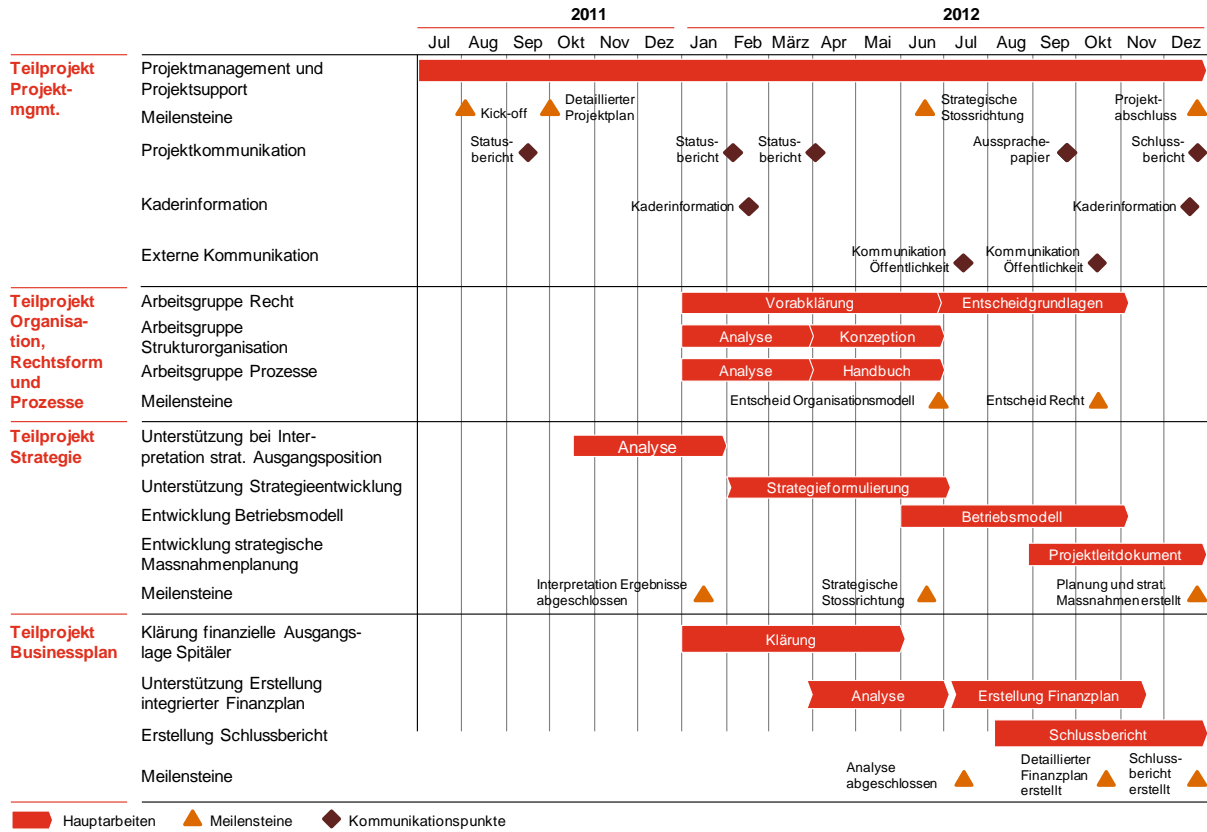 2011
2012
Jul Aug Sep Okt Nov Dez Jan Feb März Apr Mai Jun Jul Aug Sep Okt Nov Dez
Teilprojekt
Projekt-
mgmt.
Projektmanagement und
Projektsupport
Meilensteine
Kick-off
Detaillierter
Projektplan
Strategische
Stossrichtung
Projekt-
abschluss
Projektkommunikation
Status-
bericht
Status-
bericht
Status-
bericht
Aussprache-
papier
Schluss-
bericht
Kaderinformation
Kaderinformation
Kaderinformation
Externe Kommunikation
Kommunikation
Öffentlichkeit
Kommunikation
Öffentlichkeit
Teilprojekt
Organisa-
tion,
Rechtsform
und
Prozesse
Arbeitsgruppe Recht
Vorabklärung
Entscheidgrundlagen
Arbeitsgruppe
Strukturorganisation
Analyse
Konzeption
Arbeitsgruppe Prozesse
Analyse
Handbuch
Meilensteine
Entscheid Organisationsmodell
Entscheid Recht
Teilprojekt
Strategie
Unterstützung bei Inter-
pretation strat. Ausgangsposition
Analyse
Unterstützung Strategieentwicklung
Strategieformulierung
Entwicklung Betriebsmodell
Betriebsmodell
Entwicklung strategische
Massnahmenplanung
Projektleitdokument
Meilensteine
Interpretation Ergebnisse
abgeschlossen
Strategische
Stossrichtung
Planung und strat.
Massnahmen erstellt
Teilprojekt
Businessplan
Klärung finanzielle Ausgangs-
lage Spitäler
Klärung
Unterstützung Erstellung
integrierter Finanzplan
Analyse
Erstellung Finanzplan
Erstellung Schlussbericht
Schlussbericht
Meilensteine
Analyse
abgeschlossen
Detaillierter
Finanzplan
erstellt
Schluss-
bericht
erstellt
Hauptarbeiten
Meilensteine
Kommunikationspunkte